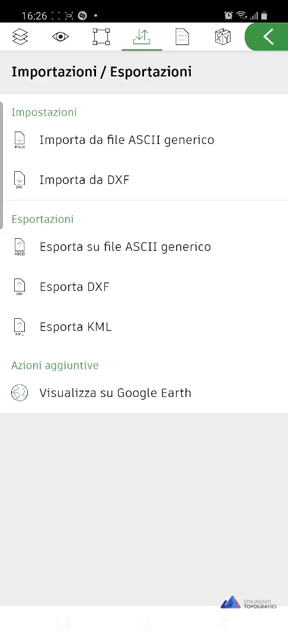 16:26
Importazioni / Esportazioni
Impostazioni
Importa da file ASCII generico
Importa da DXF
Esportazioni
Esporta su file ASCII generico
Esporta DXF
Esporta KML
Azioni aggiuntive
Visualizza su Google Earth
STRUMENTI
TOPOGRAFICI